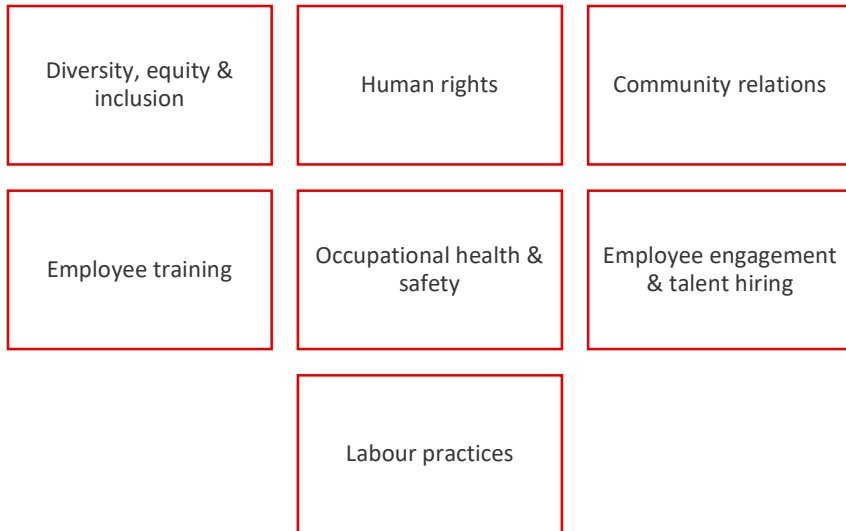 Diversity, equity &
inclusion
Human rights
Community relations
Employee training
Occupational health &
safety
Employee engagement
& talent hiring
Labour practices